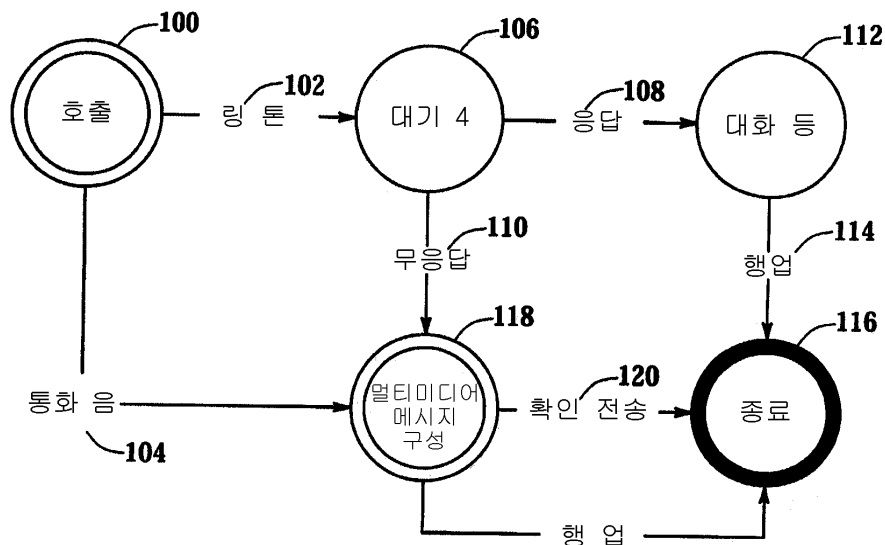 100
106
112
호출
링 톤
102
대기 4
응답
108
대화 등
무응답
110
행업
114
118
116
통화 음
104
멀티미디어
메시지
구성
확인 전송
120
종료
행 업